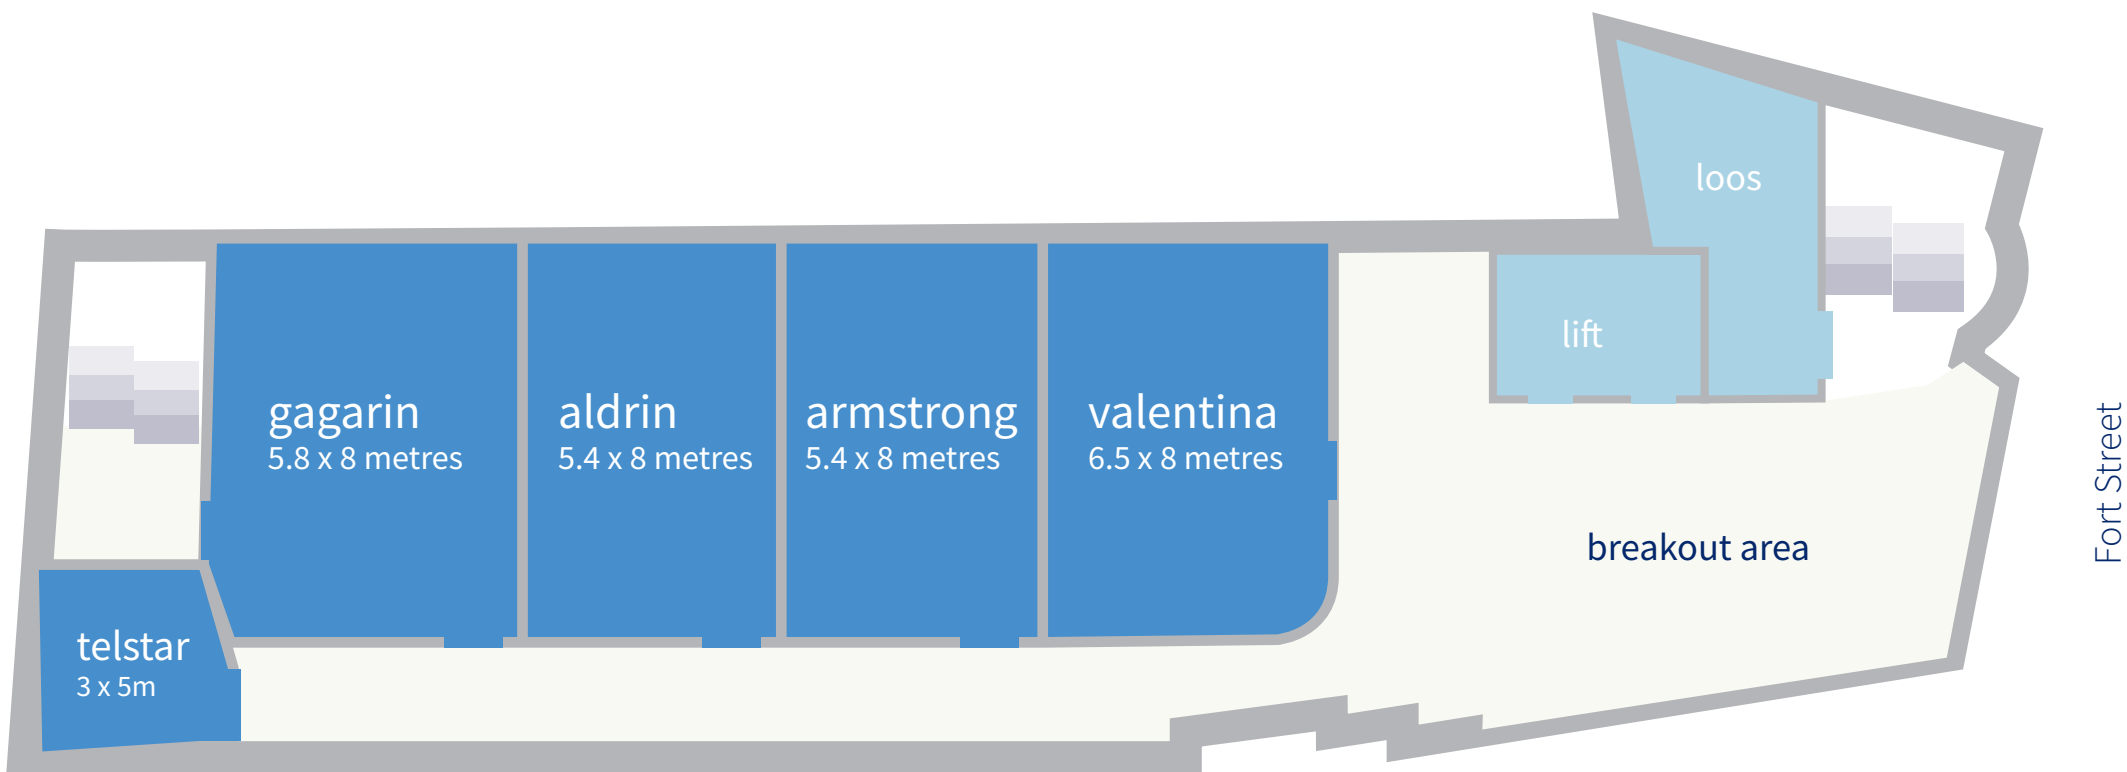 loos
lift
gagarin
5.8 x 8 metres
aldrin
5.4 x 8 metres
armstrong
5.4 x 8 metres
valentina
6.5 x 8 metres
breakout area
Fort Street
telstar
3 x 5m